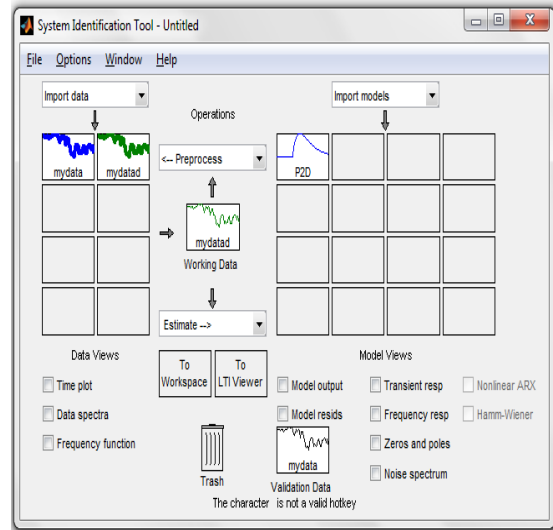 System Identification Tool - Untitled
File Options Window Help
Import data
Operations
Import models
mydata
mydatad
<-- Preprocess
P2D
mydatad
Working Data
Estimate -->
Data Views
To Workspace
To LTI Viewer
Model Views
Time plot
Data spectra
Frequency function
Model output
Model resids
Transient resp
Frequency resp
Zeros and poles
Noise spectrum
Nonlinear ARX
Hamm-Wiener
Trash
mydata
Validation Data
The character is not a valid hotkey